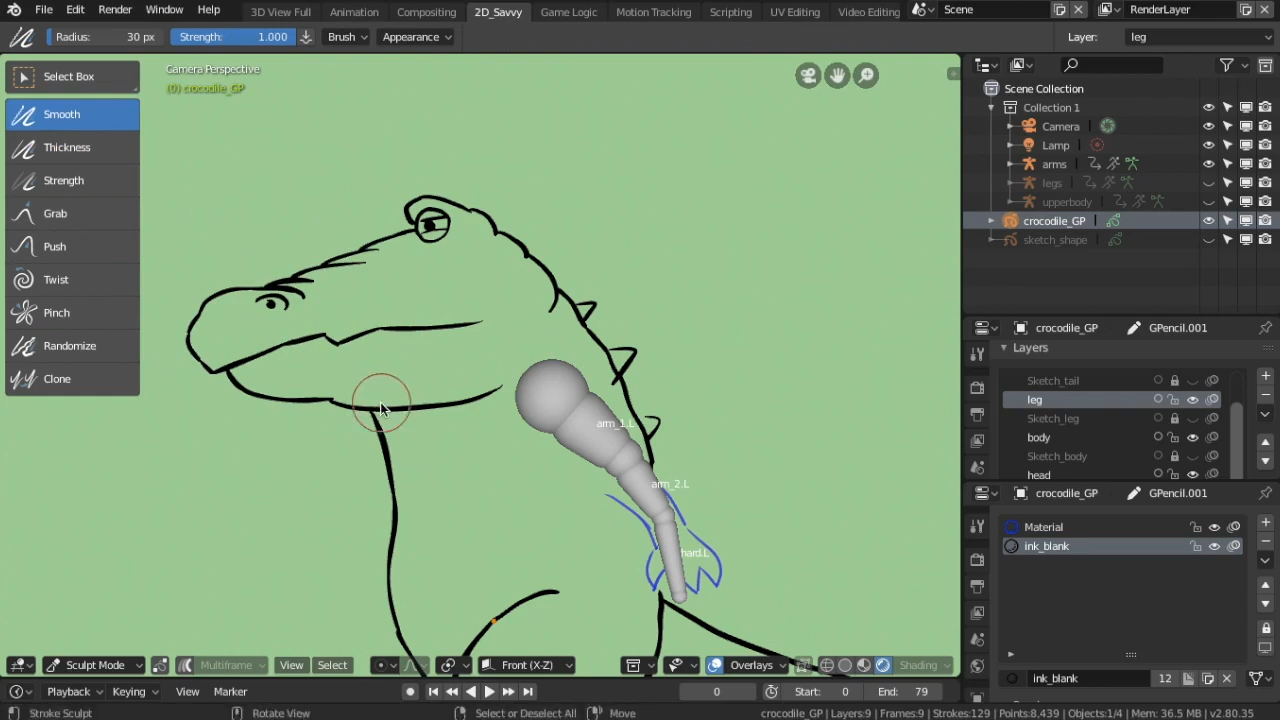 File Edit Render Window Help 3D View Full Animation Compositing 2D_Savvy Game Logic Motion Tracking Scripting UV Editing Video Editing Scene RenderLayer
Radius: 30 px Strength: 1.000 Brush Appearance Layer: leg
Select Box
Smooth
Thickness
Strength
Grab
Push
Twist
Pinch
Randomize
Clone
Camera Perspective
(0) crocodile_GP
arm_1.L
arm_2.L
Scene Collection
Collection 1
Camera
Lamp
arms
legs
upperbody
crocodile_GP
sketch_shape
crocodile_GP GPencil.001
Layers
Sketch_tail
leg
Sketch_leg
body
Sketch_body
head
crocodile_GP GPencil.001
Material
ink_blank
ink_blank 12
Sculpt Mode Multiframe View Select Front (X-Z) Overlays Shading
Playback Keying View Marker 0 Start: 0 End: 79
Stroke Sculpt Rotate View Select or Deselect All Move crocodile_GP | Layers:9 | Frames:9 | Strokes:129 | Points:8,439 | Objects:1/4 | Mem: 36.5 MB | v2.80.35